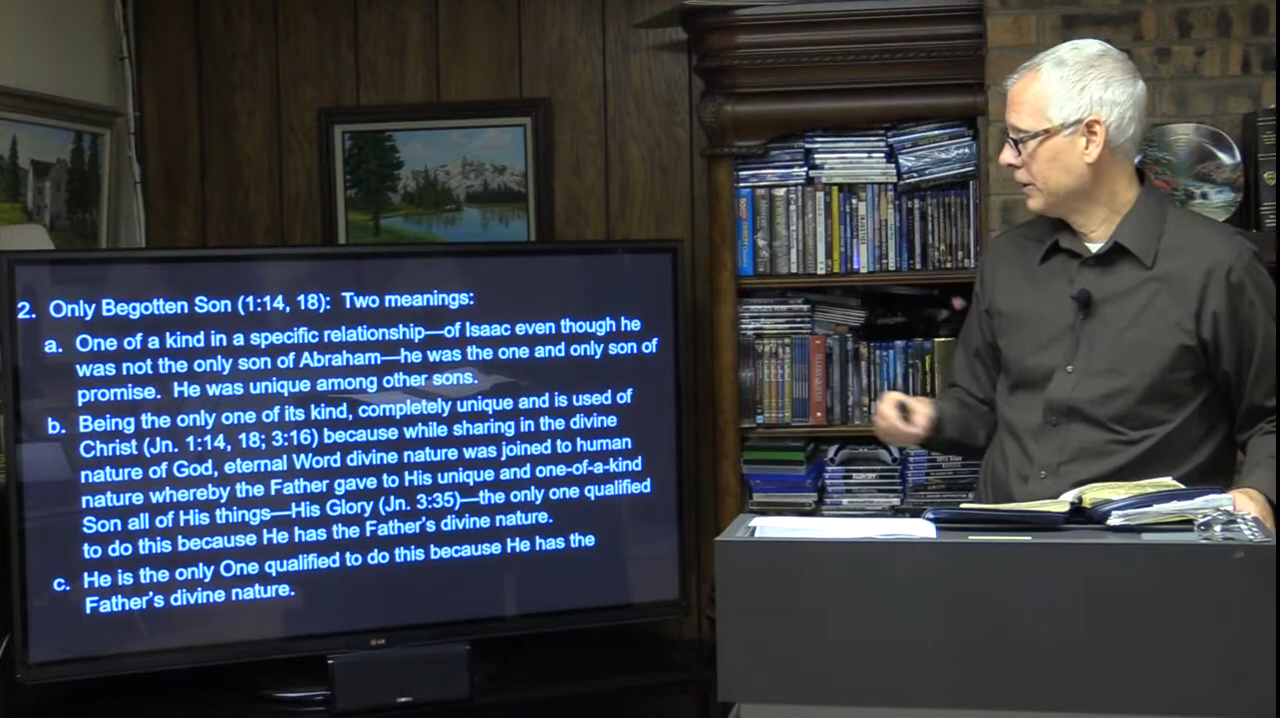 2. Only Begotten Son (1:14, 18): Two meanings:
a. One of a kind in a specific relationship—of Isaac even though he
was not the only son of Abraham—he was the one and only son of
promise. He was unique among other sons.
b. Being the only one of its kind, completely unique and is used of
Christ (Jn. 1:14, 18; 3:16) because while sharing in the divine
nature of God, eternal Word divine nature was joined to human
nature whereby the Father gave to His unique and one-of-a-kind
Son all of His things—His Glory (Jn. 3:35)—the only one qualified
to do this because He has the Father's divine nature.
c. He is the only One qualified to do this because He has the
Father's divine nature.
LG